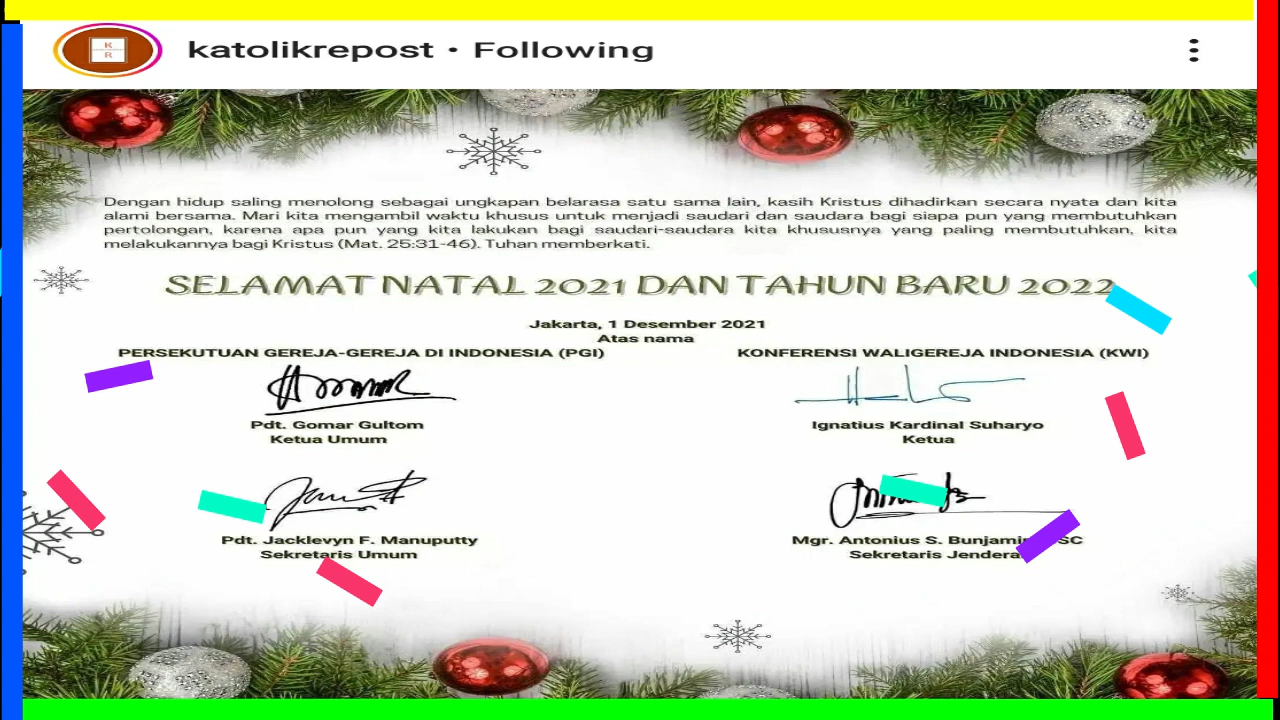 K
R
katolikrepost • Following
Dengan hidup saling menolong sebagai ungkapan belarasa satu sama lain, kasih Kristus dihadirkan secara nyata dan kita
alami bersama. Mari kita mengambil waktu khusus untuk menjadi saudari dan saudara bagi siapa pun yang membutuhkan
pertolongan, karena apa pun yang kita lakukan bagi saudari-saudara kita khususnya yang paling membutuhkan, kita
melakukannya bagi Kristus (Mat. 25:31-46). Tuhan memberkati.
SELAMAT NATAL 2021 DAN TAHUN BARU 2022
Jakarta, 1 Desember 2021
Atas nama
PERSEKUTUAN GEREJA-GEREJA DI INDONESIA (PGI)
KONFERENSI WALIGEREJA INDONESIA (KWI)
Pdt. Gomar Gultom
Ketua Umum
Ignatius Kardinal Suharyo
Ketua
Pdt. Jacklevyn F. Manuputty
Sekretaris Umum
Mgr. Antonius S.
Sekretaris